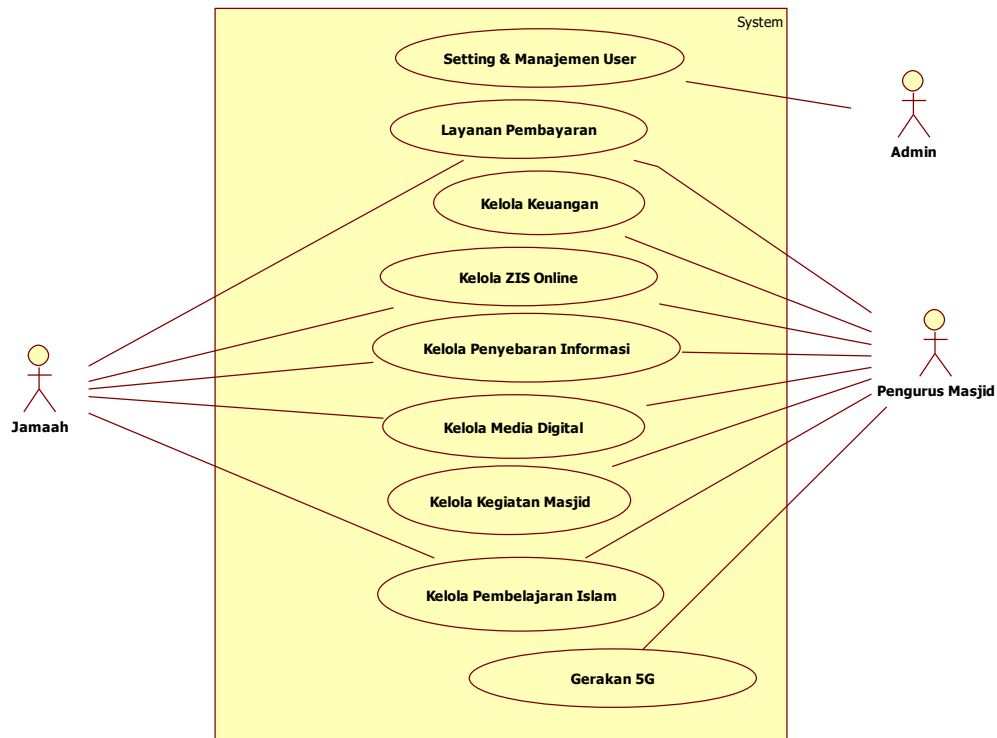 System
Setting & Manajemen User
Layanan Pembayaran
Admin
Kelola Keuangan
Kelola ZIS Online
Kelola Penyebaran Informasi
Pengurus Masjid
Jamaah
Kelola Media Digital
Kelola Kegiatan Masjid
Kelola Pembelajaran Islam
Gerakan 5G